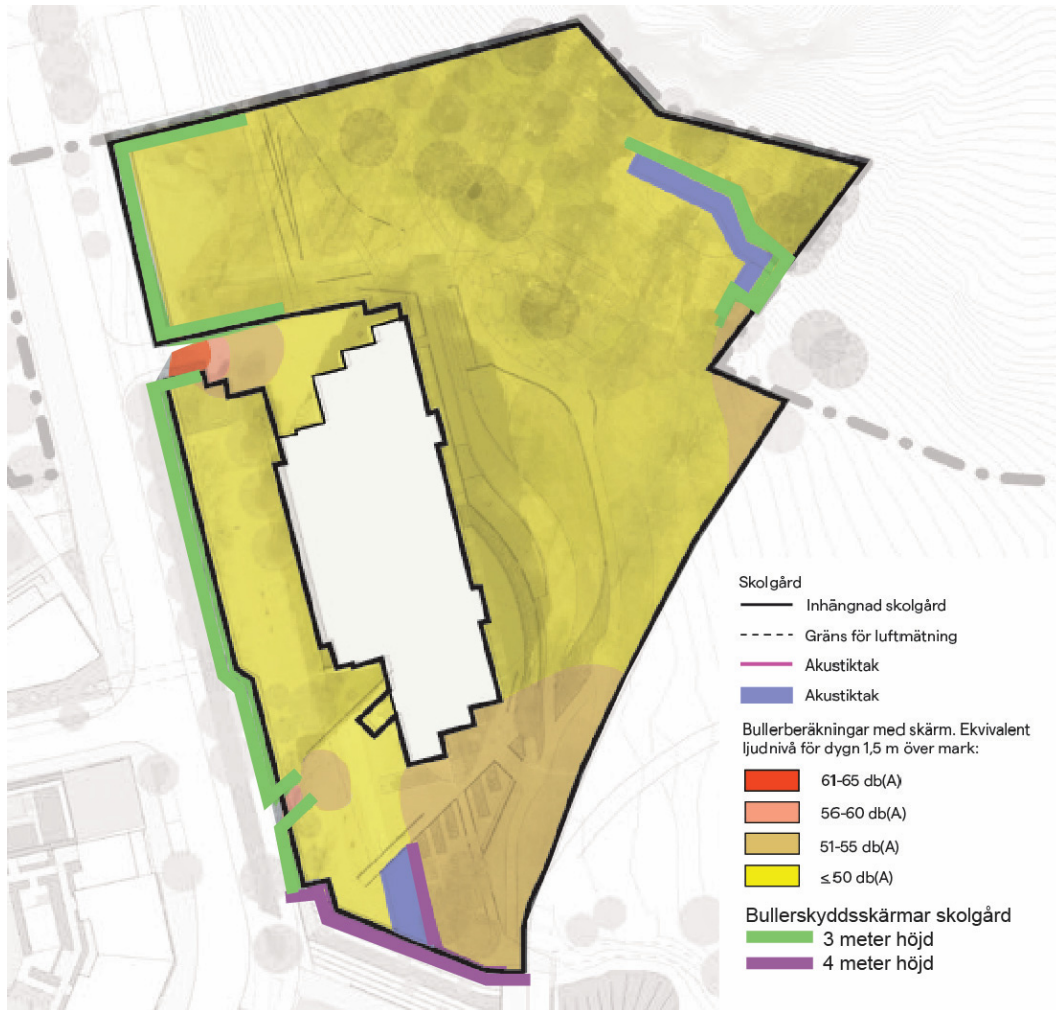 Skolgård
Inhängnad skolgård
Gräns för luftmätning
Akustiktak
Akustiktak
Bullerberäkningar med skärm. Ekvivalent
ljudnivå för dygn 1,5 m över mark:
61-65 db(A)
56-60 db(A)
51-55 db(A)
≤ 50 db(A)
Bullerskyddsskärmar skolgård
3 meter höjd
4 meter höjd